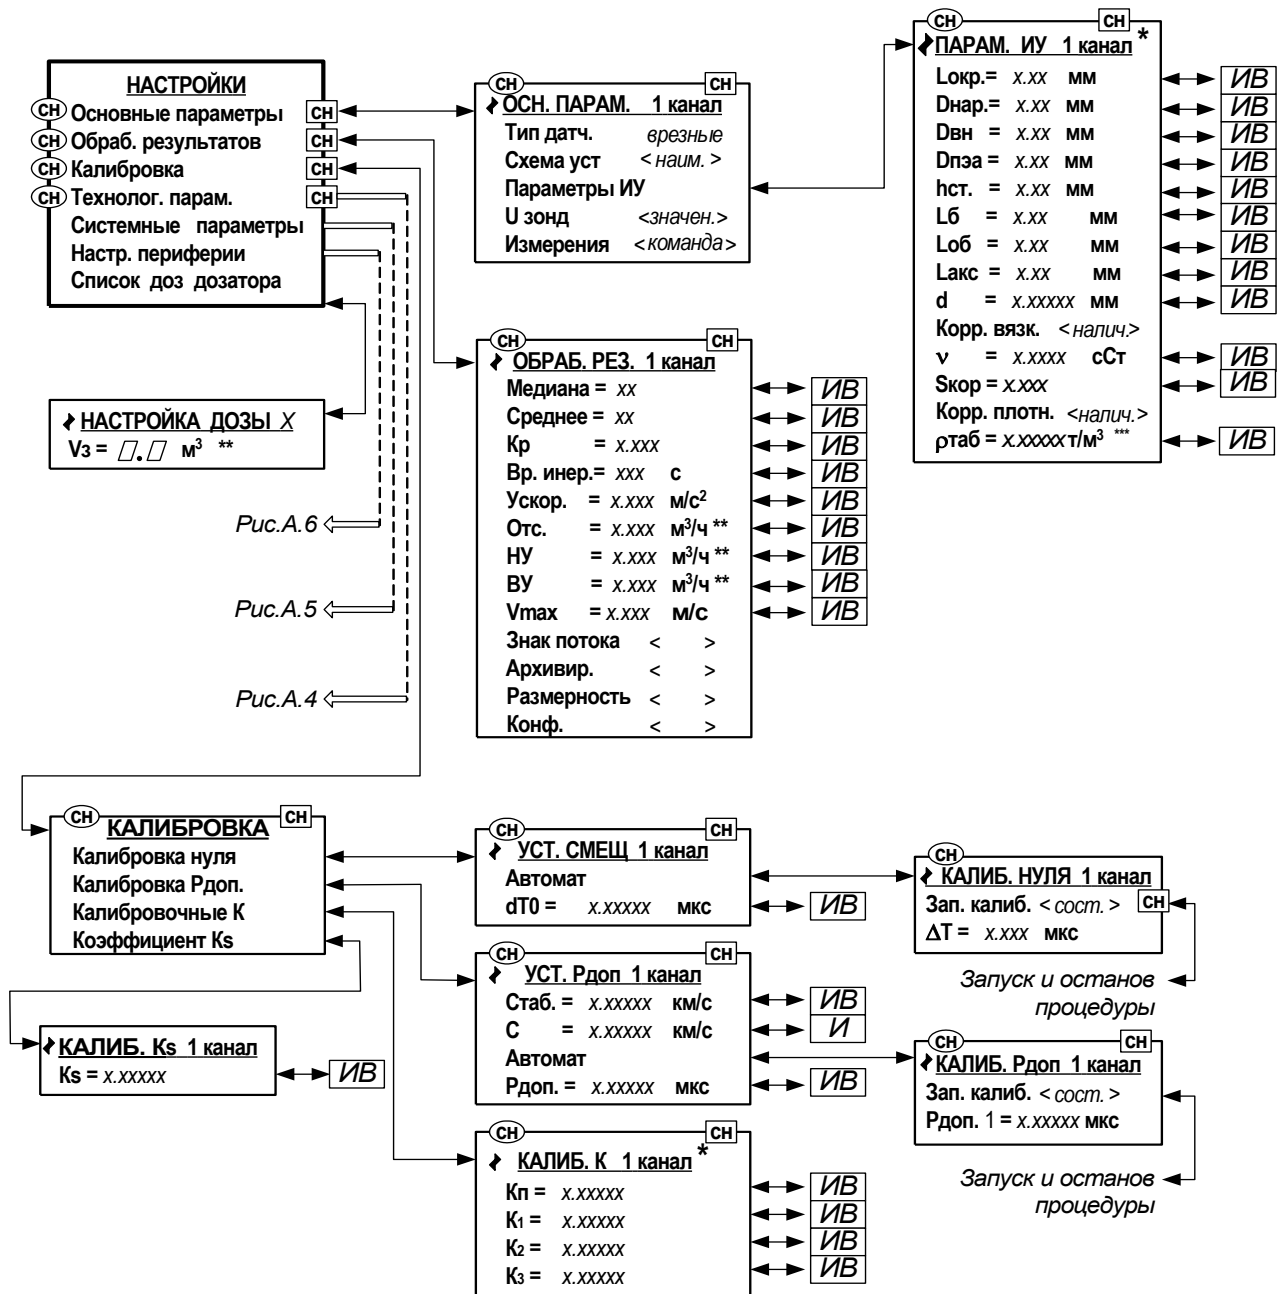 НАСТРОЙКИ
СН Основные параметры СН
СН Обраб. результатов СН
СН Калибровка СН
СН Технолог. парам. СН
Системные параметры
Настр. периферии
Список доз дозатора
НАСТРОЙКА ДОЗЫ X
Vз = . м³ **
Рис.А.6
Рис.А.5
Рис.А.4
СН СН
ОСН. ПАРАМ. 1 канал
Тип датч. врезные
Схема уст < наим. >
Параметры ИУ
U зонд <значен.>
Измерения <команда>
СН СН
ПАРАМ. ИУ 1 канал *
Lокр.= x.xx мм ИВ
Dнар.= x.xx мм ИВ
Dвн = x.xx мм ИВ
Dпэа = x.xx мм ИВ
hст. = x.xx мм ИВ
Lб = x.xx мм ИВ
Lоб = x.xx мм ИВ
Lакс = x.xx мм ИВ
d = x.xxxxx мм ИВ
Корр. вязк. <налич.>
ν = x.xxxx сСт ИВ
Sкор = x.xxx ИВ
Корр. плотн. <налич.>
ρтаб = x.xxxxx т/м³ *** ИВ
СН СН
ОБРАБ. РЕЗ. 1 канал
Медиана = xx ИВ
Среднее = xx ИВ
Кр = x.xxx ИВ
Вр. инер.= xxx с ИВ
Ускор. = x.xxx м/с² ИВ
Отс. = x.xxx м³/ч ** ИВ
НУ = x.xxx м³/ч ** ИВ
ВУ = x.xxx м³/ч ** ИВ
Vmax = x.xxx м/с ИВ
Знак потока < >
Архивир. < >
Размерность < >
Конф. < >
СН СН
КАЛИБРОВКА
Калибровка нуля
Калибровка Pдоп.
Калибровочные К
Коэффициент Ks
КАЛИБ. Ks 1 канал
Ks = x.xxxxx ИВ
СН СН
УСТ. СМЕЩ 1 канал
Автомат
dT0 = x.xxxxx мкс ИВ
СН
КАЛИБ. НУЛЯ 1 канал
Зап. калиб. < сост. > СН
ΔT = x.xxx мкс
Запуск и останов
процедуры
СН СН
УСТ. Pдоп 1 канал
Стаб. = x.xxxxx км/с ИВ
С = x.xxxxx км/с И
Автомат
Pдоп. = x.xxxxx мкс ИВ
СН СН
КАЛИБ. Pдоп 1 канал
Зап. калиб. < сост. >
Pдоп. 1 = x.xxxxx мкс
Запуск и останов
процедуры
СН СН
КАЛИБ. К 1 канал *
Кп = x.xxxxx ИВ
К1 = x.xxxxx ИВ
К2 = x.xxxxx ИВ
К3 = x.xxxxx ИВ